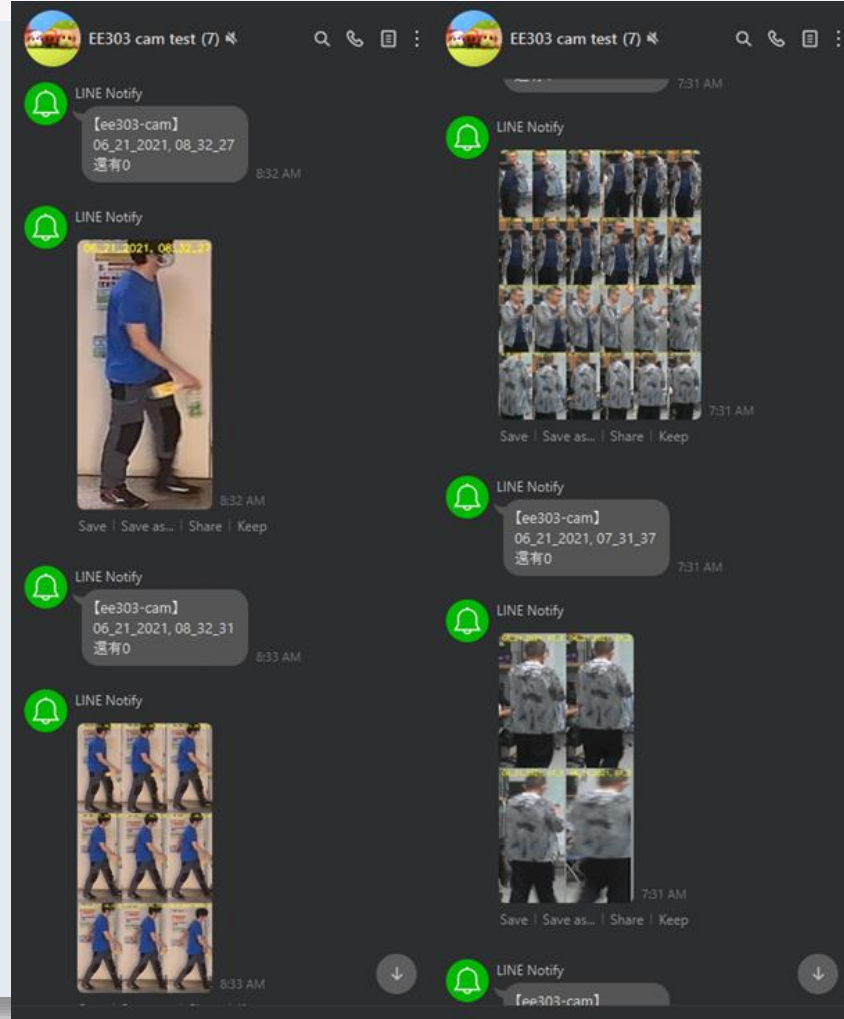 EE303 cam test (7)
LINE Notify
【ee303-cam】
06_21_2021, 08_32_27
還有0
8:32 AM
LINE Notify
06_21_2021, 08_32_27
8:32 AM
Save | Save as... | Share | Keep
LINE Notify
【ee303-cam】
06_21_2021, 08_32_31
還有0
8:33 AM
LINE Notify
8:33 AM
EE303 cam test (7)
7:31 AM
LINE Notify
7:31 AM
Save | Save as... | Share | Keep
LINE Notify
【ee303-cam】
06_21_2021, 07_31_37
還有0
7:31 AM
LINE Notify
7:31 AM
Save | Save as... | Share | Keep
LINE Notify
【ee303-cam】